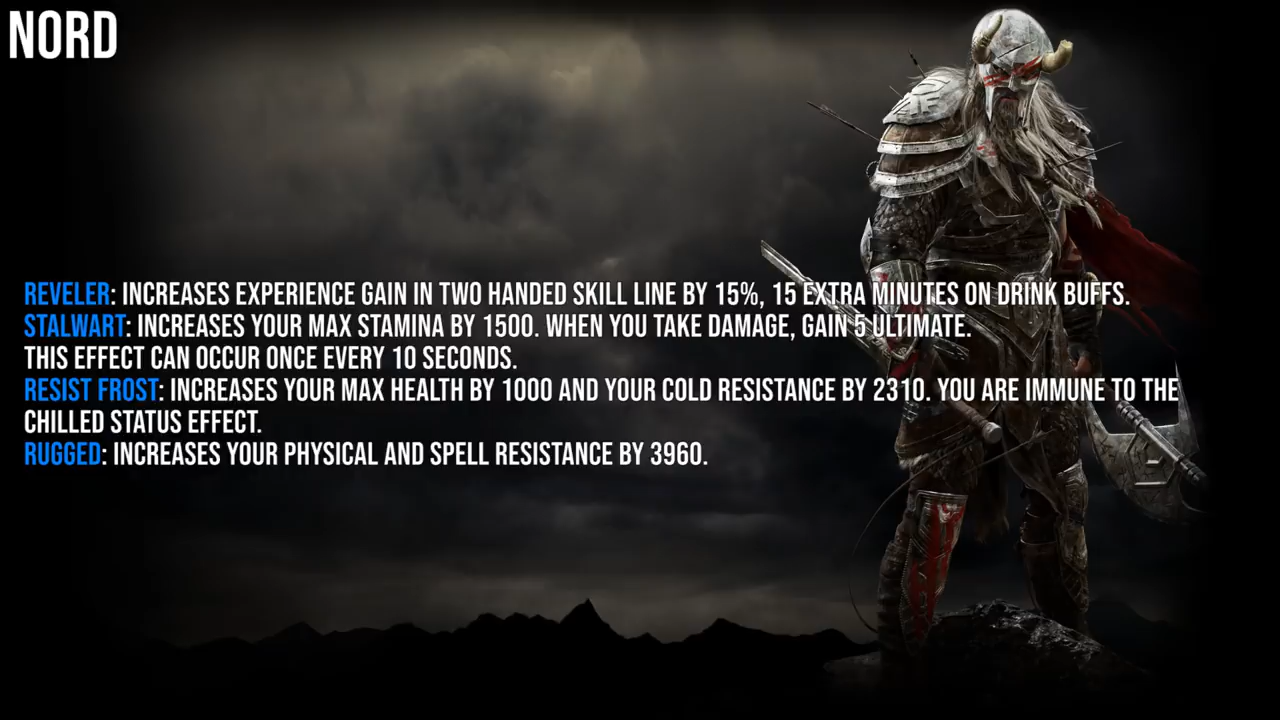 NORD
REVELER: INCREASES EXPERIENCE GAIN IN TWO HANDED SKILL LINE BY 15%, 15 EXTRA MINUTES ON DRINK BUFFS.
STALWART: INCREASES YOUR MAX STAMINA BY 1500. WHEN YOU TAKE DAMAGE, GAIN 5 ULTIMATE.
THIS EFFECT CAN OCCUR ONCE EVERY 10 SECONDS.
RESIST FROST: INCREASES YOUR MAX HEALTH BY 1000 AND YOUR COLD RESISTANCE BY 2310. YOU ARE IMMUNE TO THE
CHILLED STATUS EFFECT.
RUGGED: INCREASES YOUR PHYSICAL AND SPELL RESISTANCE BY 3960.